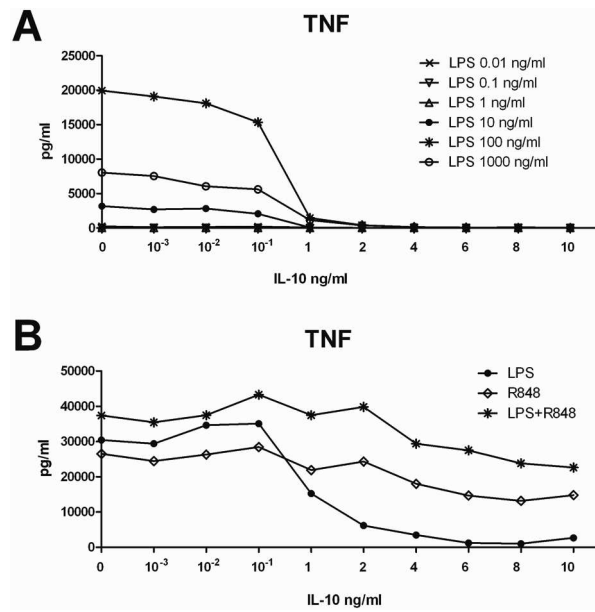 A
TNF
25000
20000
15000
10000
5000
0
pg/ml
LPS 0.01 ng/ml
LPS 0.1 ng/ml
LPS 1 ng/ml
LPS 10 ng/ml
LPS 100 ng/ml
LPS 1000 ng/ml
0 10⁻³ 10⁻² 10⁻¹ 1 2 4 6 8 10
IL-10 ng/ml
B
TNF
50000
40000
30000
20000
10000
0
pg/ml
LPS
R848
LPS+R848
0 10⁻³ 10⁻² 10⁻¹ 1 2 4 6 8 10
IL-10 ng/ml